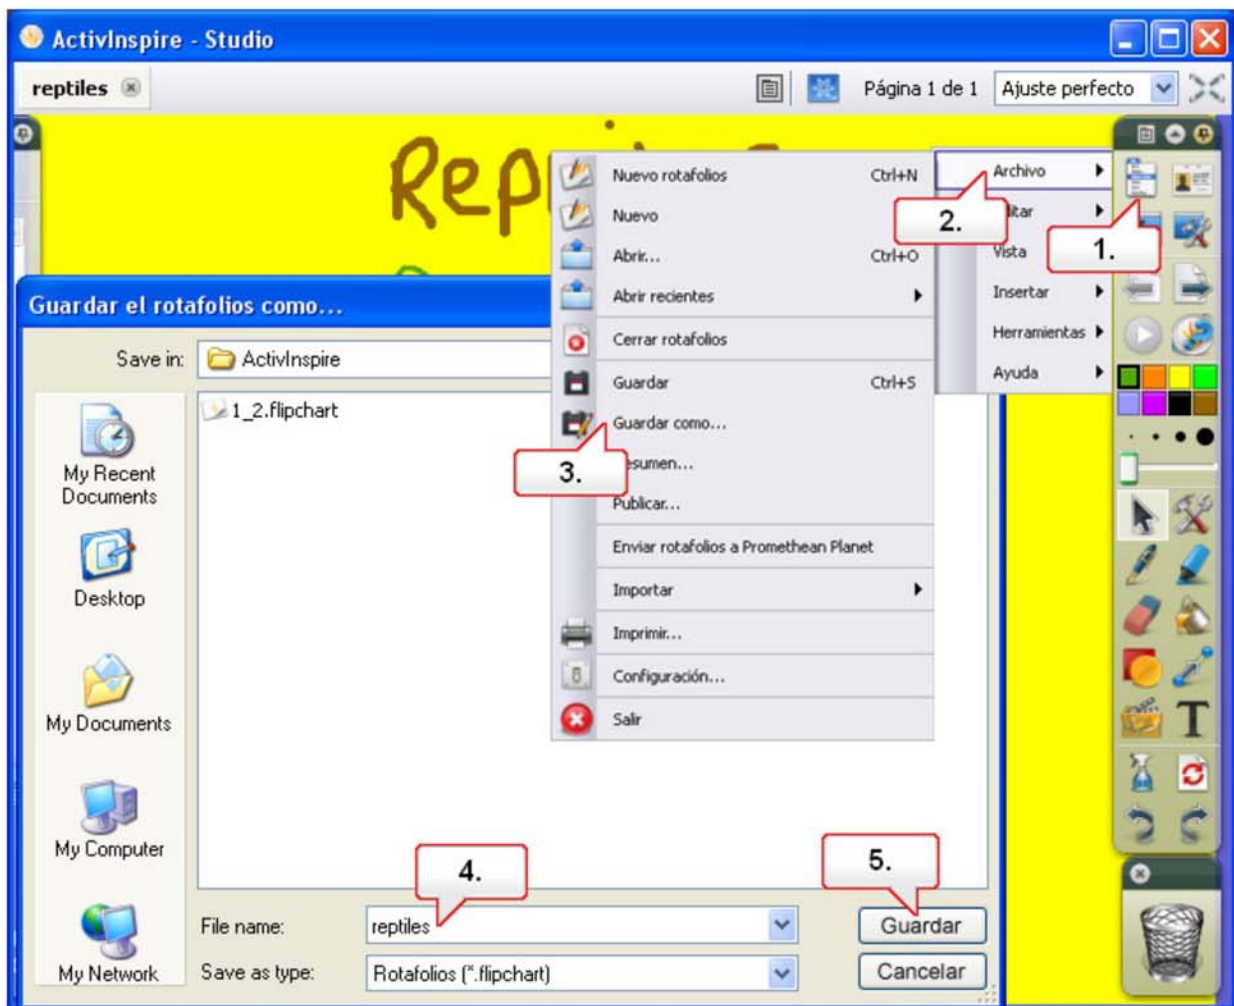 ActivInspire - Studio
reptiles
Página 1 de 1
Ajuste perfecto
Rep
Nuevo rotafolios Ctrl+N
Nuevo
Abrir... Ctrl+O
Abrir recientes
Cerrar rotafolios
Guardar Ctrl+S
Guardar como...
esumen...
Publicar...
Enviar rotafolios a Promethean Planet
Importar
Imprimir...
Configuración...
Salir
Archivo
ditar
Vista
Insertar
Herramientas
Ayuda
1.
2.
3.
Guardar el rotafolios como...
Save in: ActivInspire
1_2.flipchart
My Recent
Documents
Desktop
My Documents
My Computer
My Network
4.
5.
File name: reptiles
Guardar
Save as type: Rotafolios (*.flipchart)
Cancelar
T